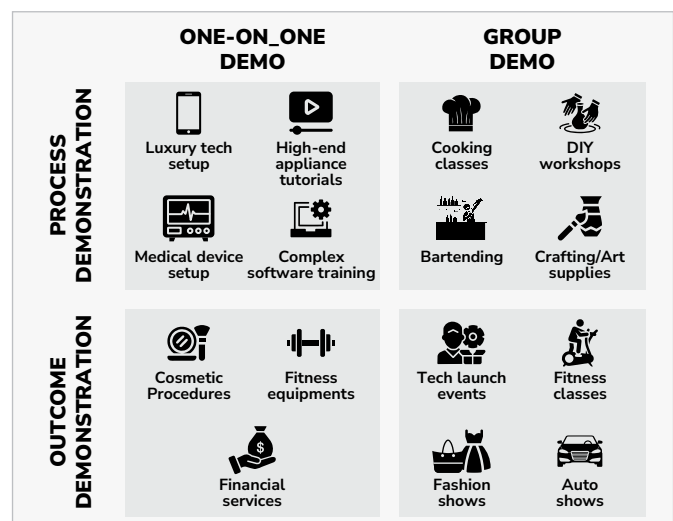 ONE-ON_ONE
DEMO
GROUP
DEMO
PROCESS
DEMONSTRATION
Luxury tech
setup
High-end
appliance
tutorials
Medical device
setup
Complex
software training
Cooking
classes
DIY
workshops
Bartending
Crafting/Art
supplies
OUTCOME
DEMONSTRATION
Cosmetic
Procedures
Fitness
equipments
$
Financial
services
Tech launch
events
Fitness
classes
Fashion
shows
Auto
shows